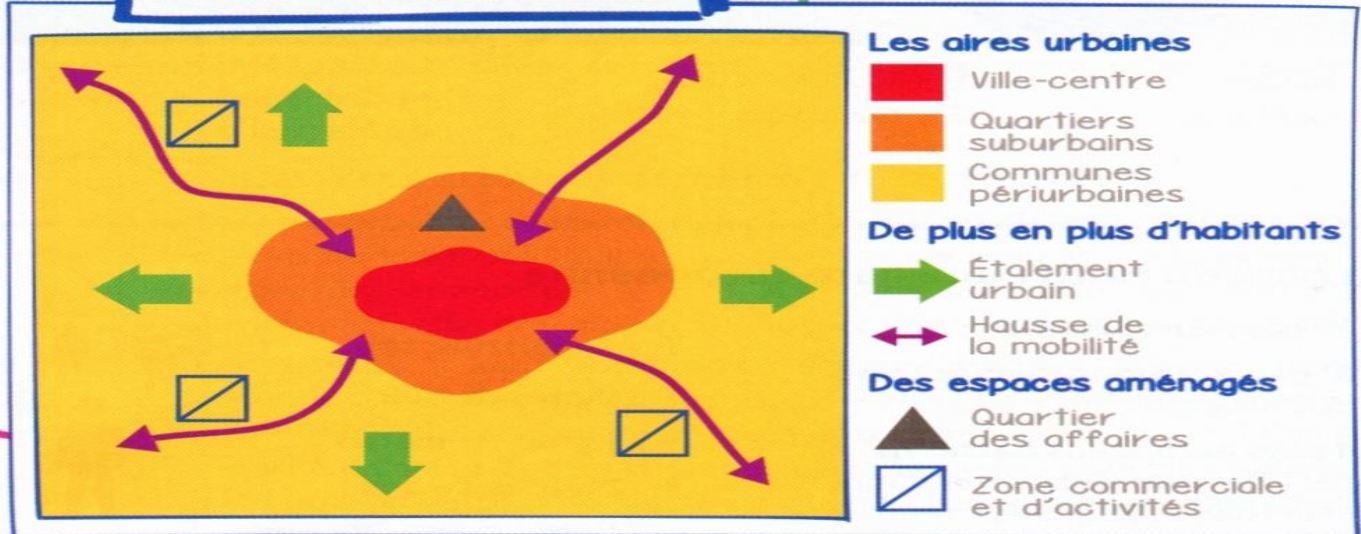 Les aires urbaines
Ville-centre
Quartiers
suburbains
Communes
périurbaines
De plus en plus d'habitants
Étalement
urbain
Hausse de
la mobilité
Des espaces aménagés
Quartier
des affaires
Zone commerciale
et d'activités